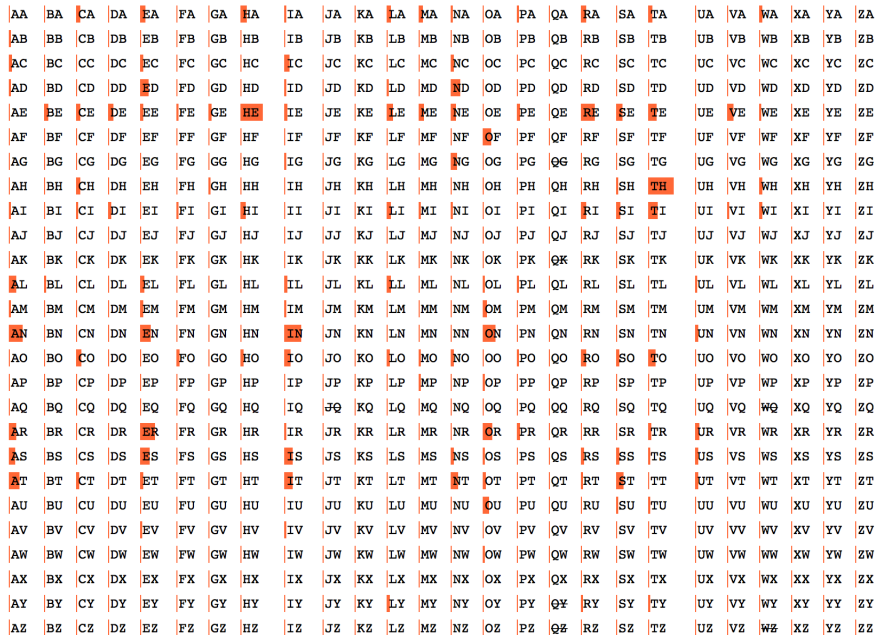 AA BA CA DA EA FA GA HA IA JA KA LA MA NA OA PA QA RA SA TA UA VA WA XA YA ZA
AB BB CB DB EB FB GB HB IB JB KB LB MB NB OB PB QB RB SB TB UB VB WB XB YB ZB
AC BC CC DC EC FC GC HC IC JC KC LC MC NC OC PC QC RC SC TC UC VC WC XC YC ZC
AD BD CD DD ED FD GD HD ID JD KD LD MD ND OD PD QD RD SD TD UD VD WD XD YD ZD
AE BE CE DE EE FE GE HE IE JE KE LE ME NE OE PE QE RE SE TE UE VE WE XE YE ZE
AF BF CF DF EF FF GF HF IF JF KF LF MF NF OF PF QF RF SF TF UF VF WF XF YF ZF
AG BG CG DG EG FG GG HG IG JG KG LG MG NG OG PG QG RG SG TG UG VG WG XG YG ZG
AH BH CH DH EH FH GH HH IH JH KH LH MH NH OH PH QH RH SH TH UH VH WH XH YH ZH
AI BI CI DI EI FI GI HI II JI KI LI MI NI OI PI QI RI SI TI UI VI WI XI YI ZI
AJ BJ CJ DJ EJ FJ GJ HJ IJ JJ KJ LJ MJ NJ OJ PJ QJ RJ SJ TJ UJ VJ WJ XJ YJ ZJ
AK BK CK DK EK FK GK HK IK JK KK LK MK NK OK PK QK RK SK TK UK VK WK XK YK ZK
AL BL CL DL EL FL GL HL IL JL KL LL ML NL OL PL QL RL SL TL UL VL WL XL YL ZL
AM BM CM DM EM FM GM HM IM JM KM LM MM NM OM PM QM RM SM TM UM VM WM XM YM ZM
AN BN CN DN EN FN GN HN IN JN KN LN MN NN ON PN QN RN SN TN UN VN WN XN YN ZN
AO BO CO DO EO FO GO HO IO JO KO LO MO NO OO PO QO RO SO TO UO VO WO XO YO ZO
AP BP CP DP EP FP GP HP IP JP KP LP MP NP OP PP QP RP SP TP UP VP WP XP YP ZP
AQ BQ CQ DQ EQ FQ GQ HQ IQ JQ KQ LQ MQ NQ OQ PQ QQ RQ SQ TQ UQ VQ WQ XQ YQ ZQ
AR BR CR DR ER FR GR HR IR JR KR LR MR NR OR PR QR RR SR TR UR VR WR XR YR ZR
AS BS CS DS ES FS GS HS IS JS KS LS MS NS OS PS QS RS SS TS US VS WS XS YS ZS
AT BT CT DT ET FT GT HT IT JT KT LT MT NT OT PT QT RT ST TT UT VT WT XT YT ZT
AU BU CU DU EU FU GU HU IU JU KU LU MU NU OU PU QU RU SU TU UU VU WU XU YU ZU
AV BV CV DV EV FV GV HV IV JV KV LV MV NV OV PV QV RV SV TV UV VV WV XV YV ZV
AW BW CW DW EW FW GW HW IW JW KW LW MW NW OW PW QW RW SW TW UW VW WW XW YW ZW
AX BX CX DX EX FX GX HX IX JX KX LX MX NX OX PX QX RX SX TX UX VX WX XX YX ZX
AY BY CY DY EY FY GY HY IY JY KY LY MY NY OY PY QY RY SY TY UY VY WY XY YY ZY
AZ BZ CZ DZ EZ FZ GZ HZ IZ JZ KZ LZ MZ NZ OZ PZ QZ RZ SZ TZ UZ VZ WZ XZ YZ ZZ